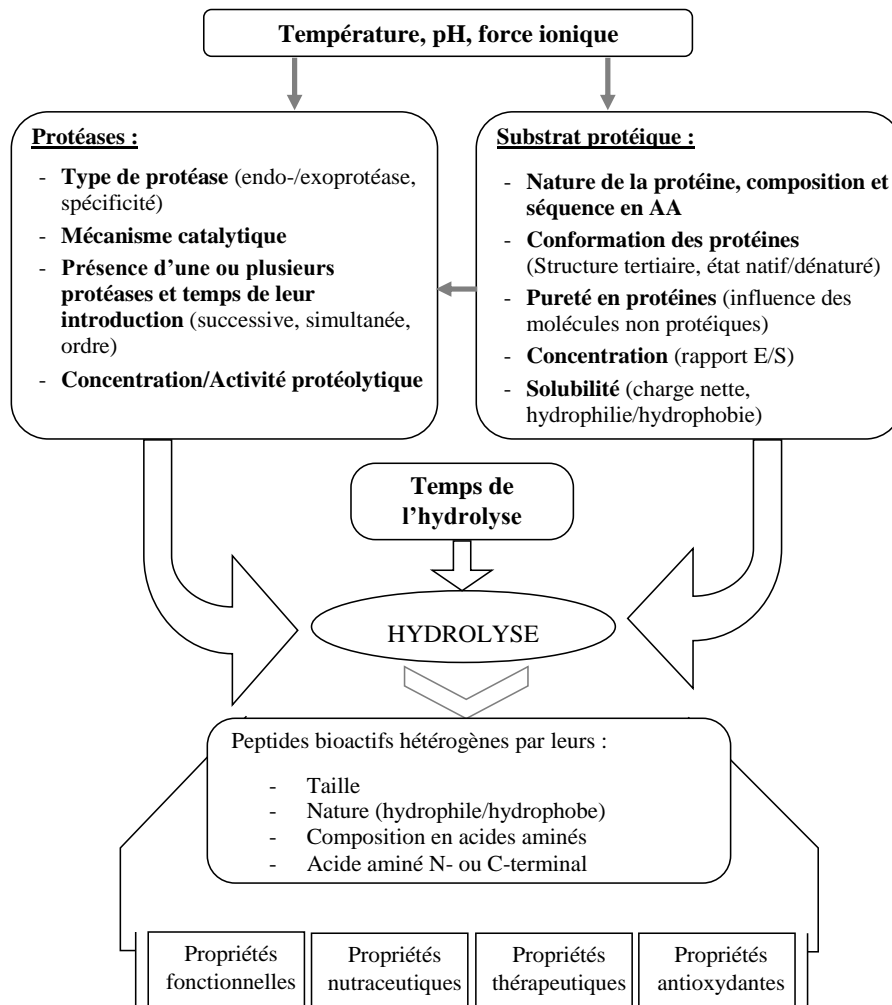 Température, pH, force ionique
Protéases :
- Type de protéase (endo-/exoprotéase,
spécificité)
- Mécanisme catalytique
- Présence d’une ou plusieurs
protéases et temps de leur
introduction (successive, simultanée,
ordre)
- Concentration/Activité protéolytique
Substrat protéique :
- Nature de la protéine, composition et
séquence en AA
- Conformation des protéines
(Structure tertiaire, état natif/dénaturé)
- Pureté en protéines (influence des
molécules non protéiques)
- Concentration (rapport E/S)
- Solubilité (charge nette,
hydrophilie/hydrophobie)
Temps de
l’hydrolyse
HYDROLYSE
Peptides bioactifs hétérogènes par leurs :
- Taille
- Nature (hydrophile/hydrophobe)
- Composition en acides aminés
- Acide aminé N- ou C-terminal
Propriétés
fonctionnelles
Propriétés
nutraceutiques
Propriétés
thérapeutiques
Propriétés
antioxydantes